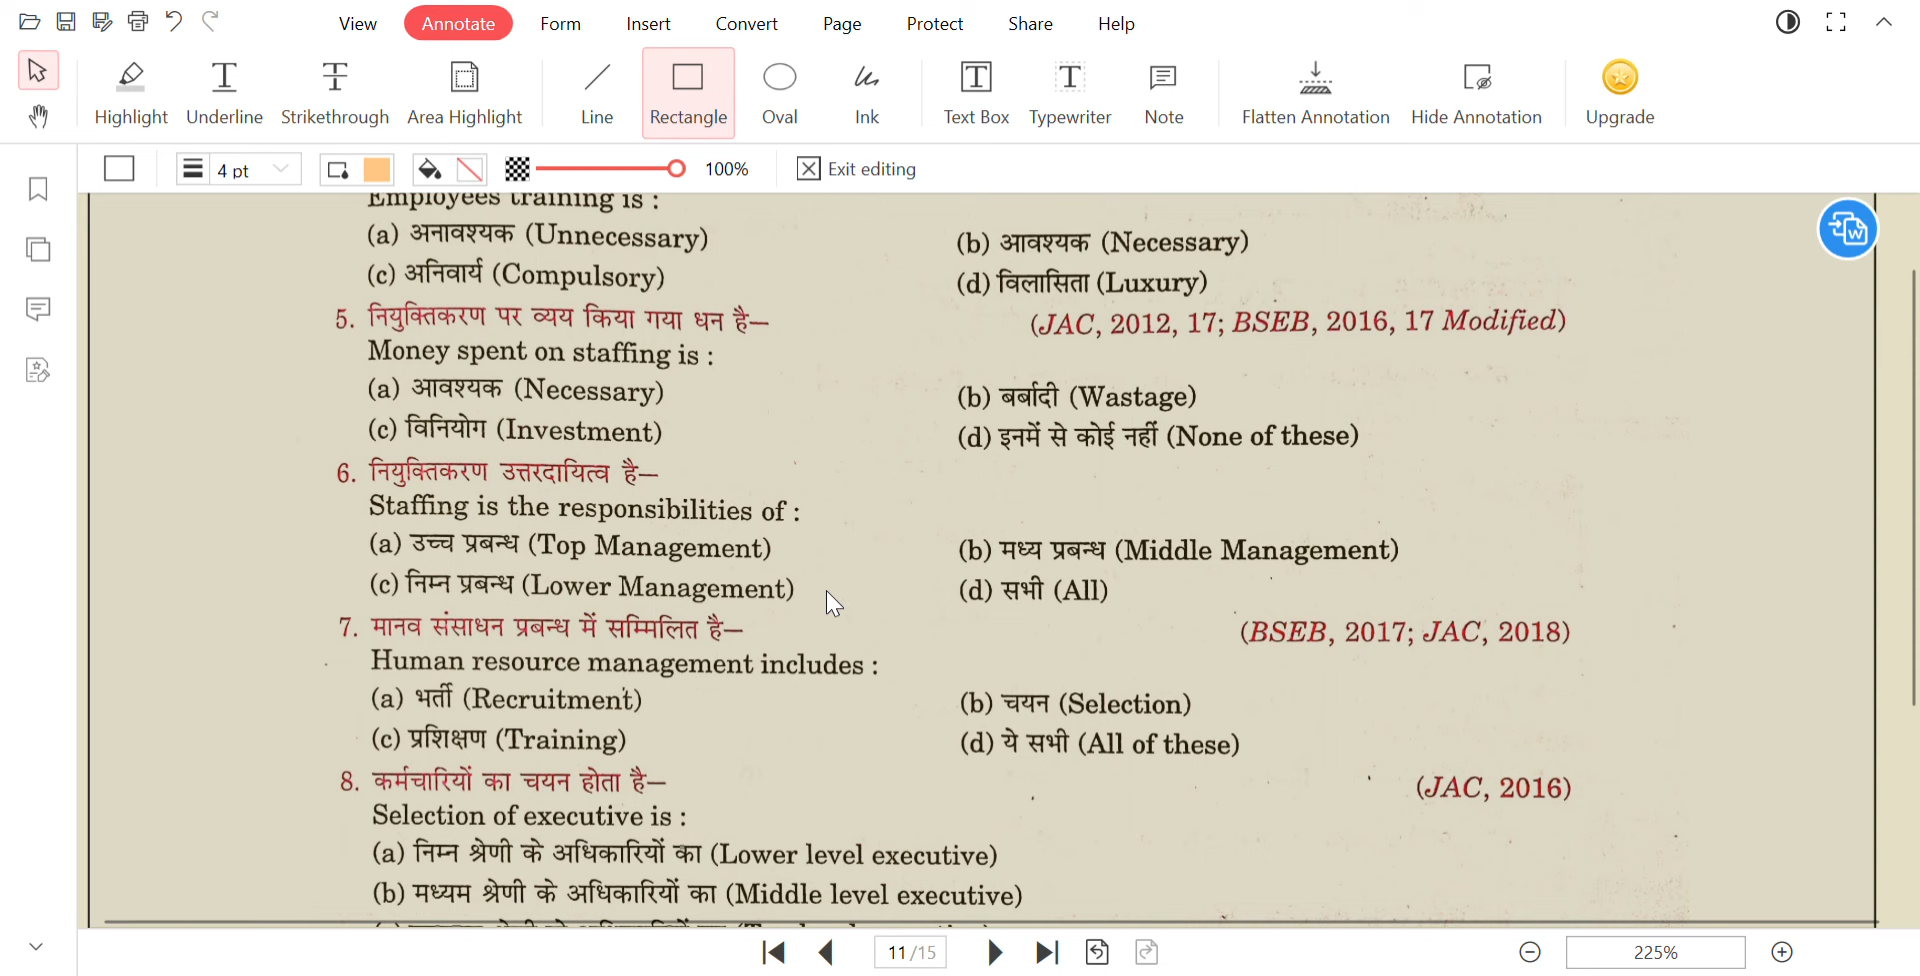 View Annotate Form Insert Convert Page Protect Share Help
Highlight Underline Strikethrough Area Highlight Line Rectangle Oval Ink Text Box Typewriter Note Flatten Annotation Hide Annotation Upgrade
4 pt 100% Exit editing
Employees training is :
(a) अनावश्यक (Unnecessary) (b) आवश्यक (Necessary)
(c) अनिवार्य (Compulsory) (d) विलासिता (Luxury)
5. नियुक्तिकरण पर व्यय किया गया धन है— (JAC, 2012, 17; BSEB, 2016, 17 Modified)
Money spent on staffing is :
(a) आवश्यक (Necessary) (b) बर्बादी (Wastage)
(c) विनियोग (Investment) (d) इनमें से कोई नहीं (None of these)
6. नियुक्तिकरण उत्तरदायित्व है—
Staffing is the responsibilities of :
(a) उच्च प्रबन्ध (Top Management) (b) मध्य प्रबन्ध (Middle Management)
(c) निम्न प्रबन्ध (Lower Management) (d) सभी (All)
7. मानव संसाधन प्रबन्ध में सम्मिलित है— (BSEB, 2017; JAC, 2018)
Human resource management includes :
(a) भर्ती (Recruitment) (b) चयन (Selection)
(c) प्रशिक्षण (Training) (d) ये सभी (All of these)
8. कर्मचारियों का चयन होता है— (JAC, 2016)
Selection of executive is :
(a) निम्न श्रेणी के अधिकारियों का (Lower level executive)
(b) मध्यम श्रेणी के अधिकारियों का (Middle level executive)
11 /15 225%